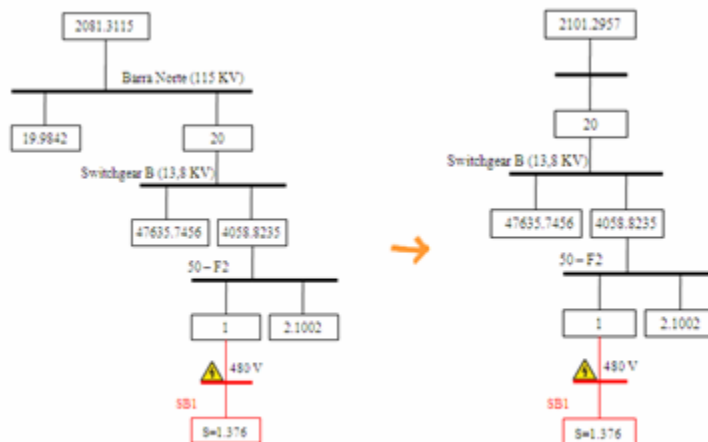 2081.3115
Barra Norte (115 KV)
19.9842
20
Switchgear B (13,8 KV)
47635.7456
4058.8235
50 – F2
1
2.1002
480 V
SB1
S=1.376
2101.2957
20
Switchgear B (13,8 KV)
47635.7456
4058.8235
50 – F2
1
2.1002
480 V
SB1
S=1.376